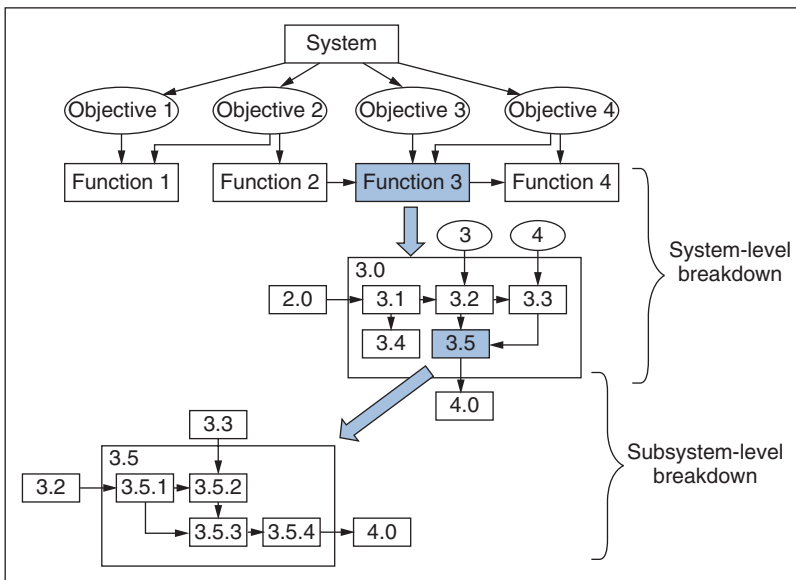 System
Objective 1
Objective 2
Objective 3
Objective 4
Function 1
Function 2
Function 3
Function 4
3
4
System-level
breakdown
3.0
2.0
3.1
3.2
3.3
3.4
3.5
4.0
3.3
Subsystem-level
breakdown
3.5
3.2
3.5.1
3.5.2
3.5.3
3.5.4
4.0